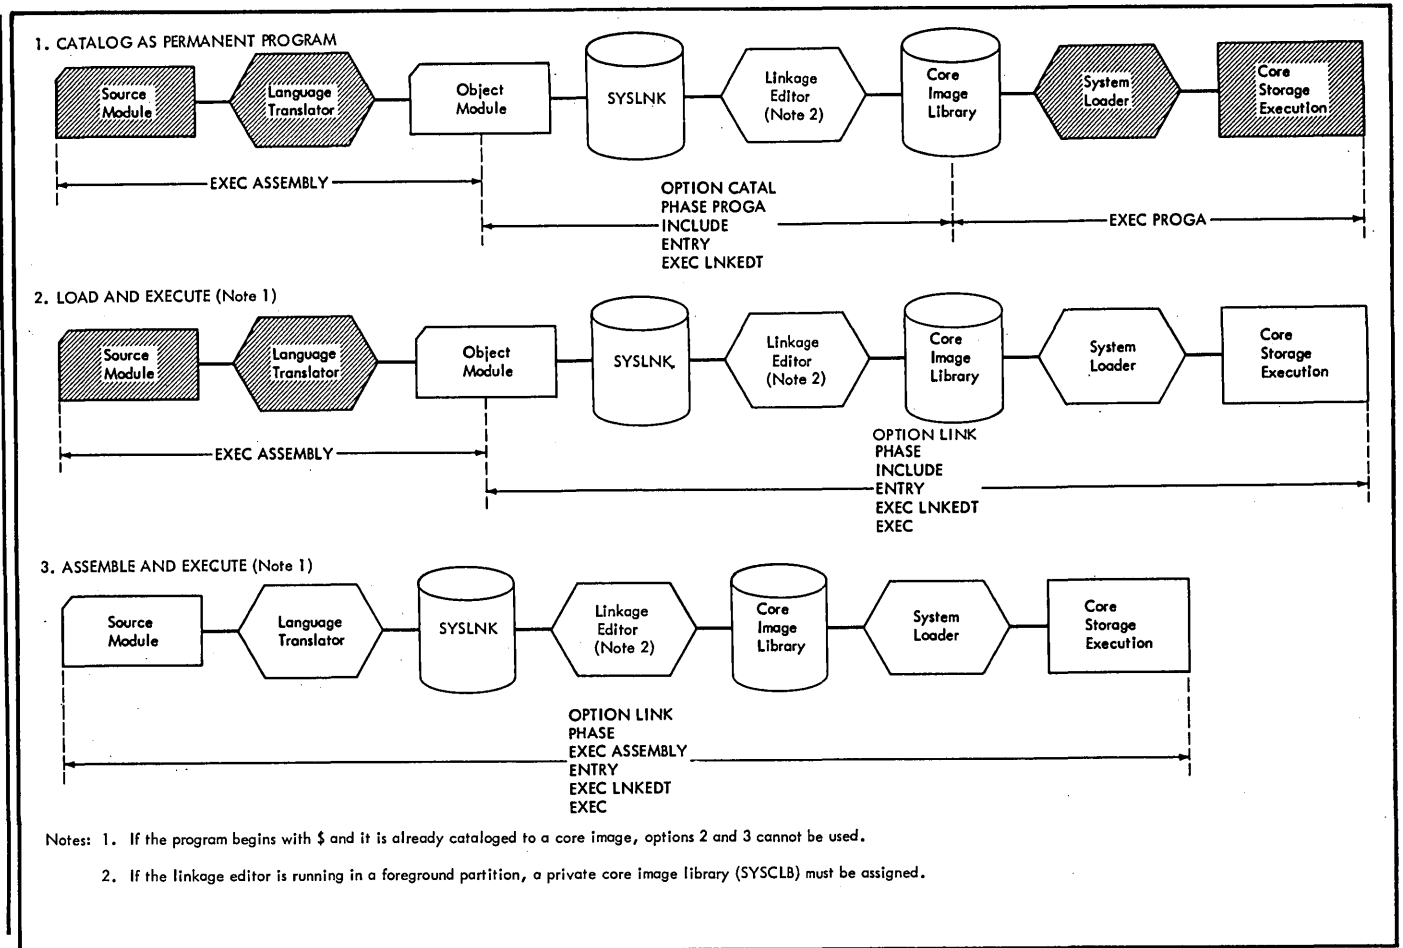 1. CATALOG AS PERMANENT PROGRAM
Source
Module
Language
Translator
Object
Module
SYSLNK
Linkage
Editor
(Note 2)
Core
Image
Library
System
Loader
Core
Storage
Execution
EXEC ASSEMBLY
OPTION CATAL
PHASE PROGA
INCLUDE
ENTRY
EXEC LNKEDT
EXEC PROGA
2. LOAD AND EXECUTE (Note 1)
Source
Module
Language
Translator
Object
Module
SYSLNK
Linkage
Editor
(Note 2)
Core
Image
Library
System
Loader
Core
Storage
Execution
EXEC ASSEMBLY
OPTION LINK
PHASE
INCLUDE
ENTRY
EXEC LNKEDT
EXEC
3. ASSEMBLE AND EXECUTE (Note 1)
Source
Module
Language
Translator
SYSLNK
Linkage
Editor
(Note 2)
Core
Image
Library
System
Loader
Core
Storage
Execution
OPTION LINK
PHASE
EXEC ASSEMBLY
ENTRY
EXEC LNKEDT
EXEC
Notes: 1. If the program begins with $ and it is already cataloged to a core image, options 2 and 3 cannot be used.
2. If the linkage editor is running in a foreground partition, a private core image library (SYSCLB) must be assigned.